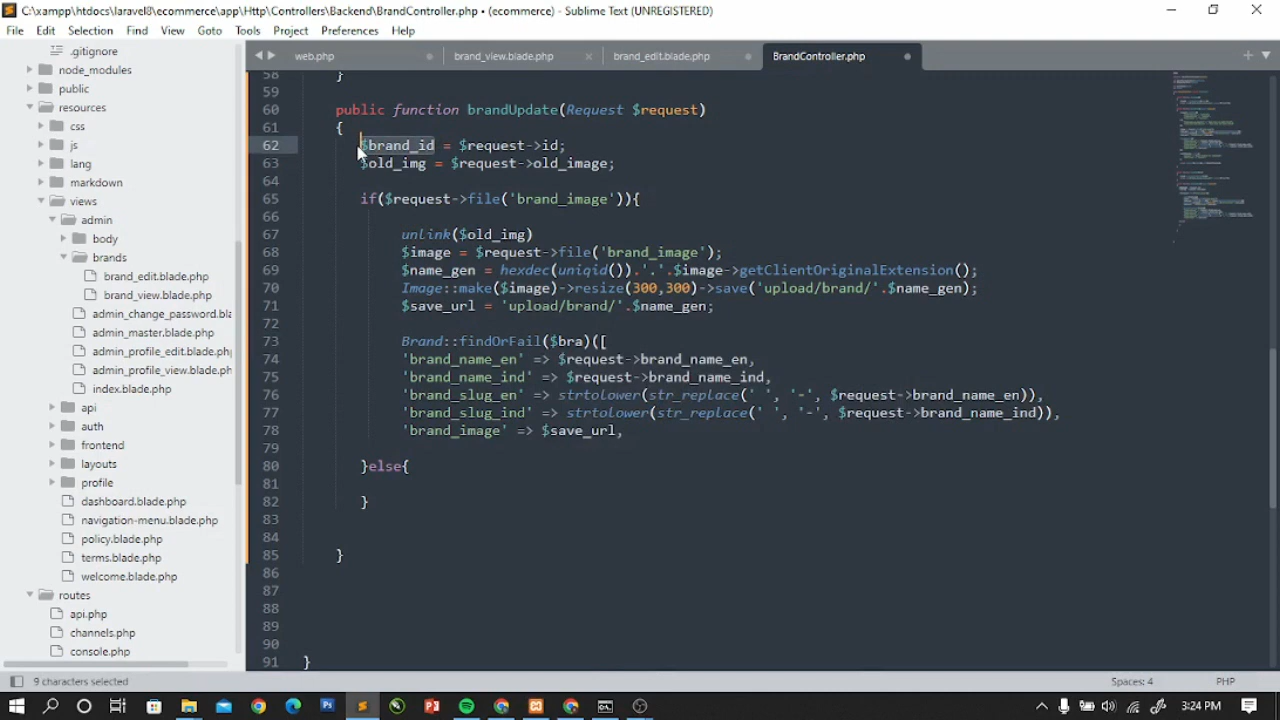 C:\xampp\htdocs\laravel8\ecommerce\app\Http\Controllers\Backend\BrandController.php • (ecommerce) - Sublime Text (UNREGISTERED)
File Edit Selection Find View Goto Tools Project Preferences Help
.gitignore
node_modules
public
resources
css
js
lang
markdown
views
admin
body
brands
brand_edit.blade.php
brand_view.blade.php
admin_change_password.bla
admin_master.blade.php
admin_profile_edit.blade.php
admin_profile_view.blade.php
index.blade.php
api
auth
frontend
layouts
profile
dashboard.blade.php
navigation-menu.blade.php
policy.blade.php
terms.blade.php
welcome.blade.php
routes
api.php
channels.php
console.php
web.php brand_view.blade.php brand_edit.blade.php BrandController.php
58 }
59
60 public function brandUpdate(Request $request)
61 {
62 $brand_id = $request->id;
63 $old_img = $request->old_image;
64
65 if($request->file('brand_image')){
66
67 unlink($old_img)
68 $image = $request->file('brand_image');
69 $name_gen = hexdec(uniqid()).'.'.$image->getClientOriginalExtension();
70 Image::make($image)->resize(300,300)->save('upload/brand/'.$name_gen);
71 $save_url = 'upload/brand/'.$name_gen;
72
73 Brand::findOrFail($bra)([
74 'brand_name_en' => $request->brand_name_en,
75 'brand_name_ind' => $request->brand_name_ind,
76 'brand_slug_en' => strtolower(str_replace(' ', '-', $request->brand_name_en)),
77 'brand_slug_ind' => strtolower(str_replace(' ', '-', $request->brand_name_ind)),
78 'brand_image' => $save_url,
79
80 }else{
81
82 }
83
84
85 }
86
87
88
89
90
91 }
9 characters selected Spaces: 4 PHP
3:24 PM